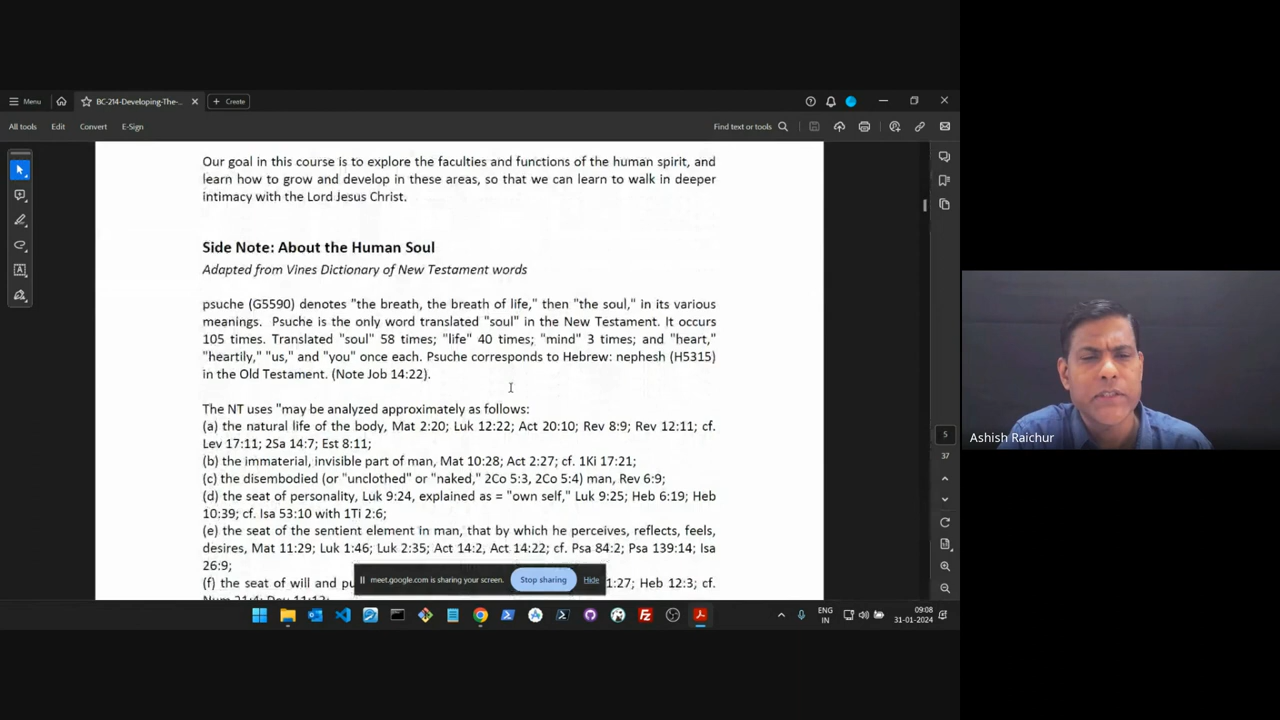 Menu
BC-214-Developing-The-...
Create
All tools
Edit
Convert
E-Sign
Find text or tools
Our goal in this course is to explore the faculties and functions of the human spirit, and
learn how to grow and develop in these areas, so that we can learn to walk in deeper
intimacy with the Lord Jesus Christ.
Side Note: About the Human Soul
Adapted from Vines Dictionary of New Testament words
psuche (G5590) denotes "the breath, the breath of life," then "the soul," in its various
meanings. Psuche is the only word translated "soul" in the New Testament. It occurs
105 times. Translated "soul" 58 times; "life" 40 times; "mind" 3 times; and "heart,"
"heartily," "us," and "you" once each. Psuche corresponds to Hebrew: nephesh (H5315)
in the Old Testament. (Note Job 14:22).
The NT uses "may be analyzed approximately as follows:
(a) the natural life of the body, Mat 2:20; Luk 12:22; Act 20:10; Rev 8:9; Rev 12:11; cf.
Lev 17:11; 2Sa 14:7; Est 8:11;
(b) the immaterial, invisible part of man, Mat 10:28; Act 2:27; cf. 1Ki 17:21;
(c) the disembodied (or "unclothed" or "naked," 2Co 5:3, 2Co 5:4) man, Rev 6:9;
(d) the seat of personality, Luk 9:24, explained as = "own self," Luk 9:25; Heb 6:19; Heb
10:39; cf. Isa 53:10 with 1Ti 2:6;
(e) the seat of the sentient element in man, that by which he perceives, reflects, feels,
desires, Mat 11:29; Luk 1:46; Luk 2:35; Act 14:2, Act 14:22; cf. Psa 84:2; Psa 139:14; Isa
26:9;
(f) the seat of will and pu 1:27; Heb 12:3; cf.
meet.google.com is sharing your screen.
Stop sharing
Hide
5
37
ENG
IN
09:08
31-01-2024
Ashish Raichur